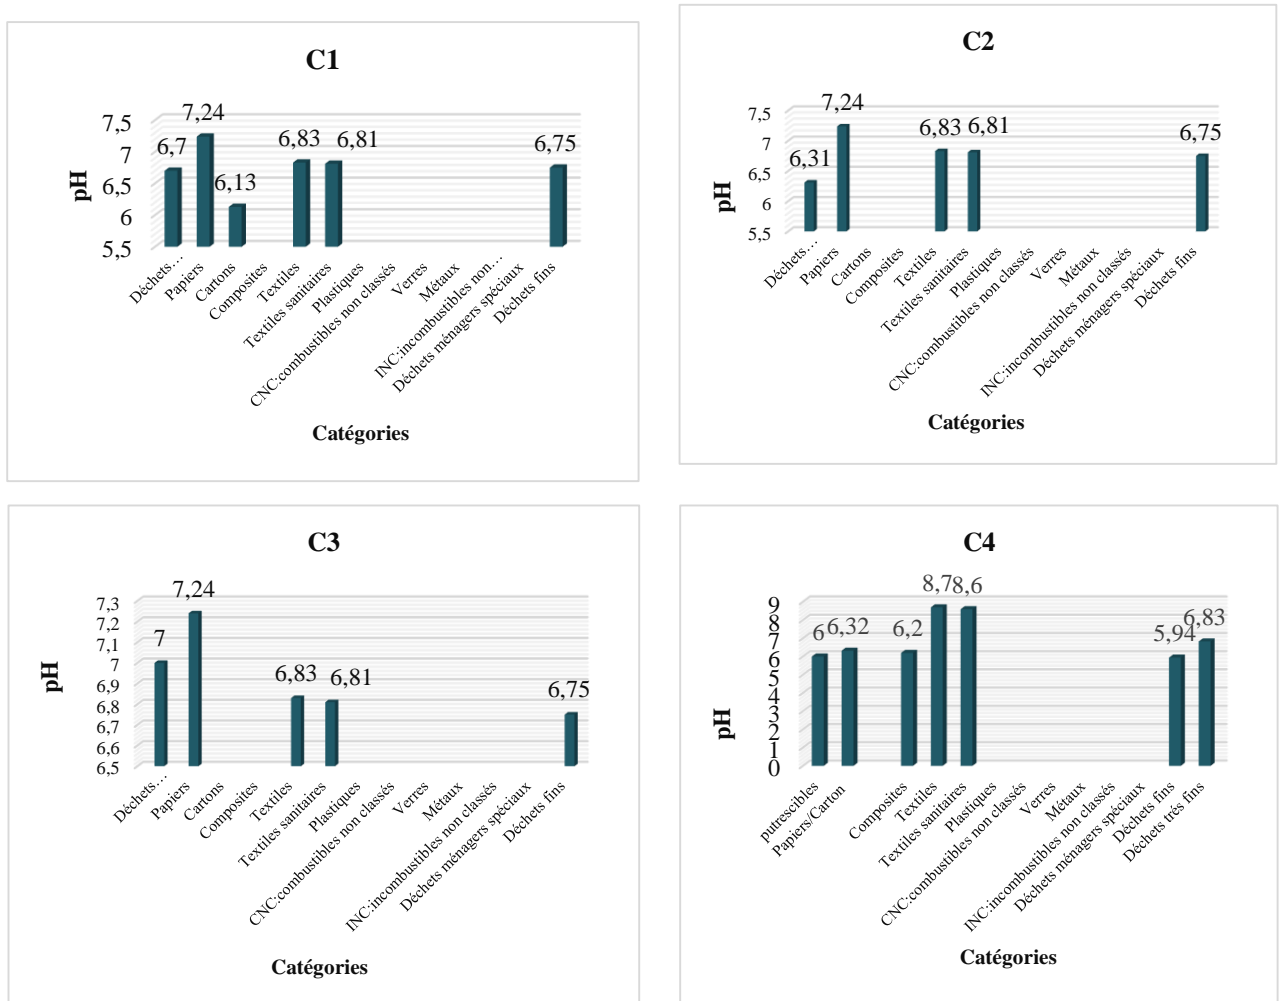 C1
7,24
6,7
6,13
6,83
6,81
6,75
7,5
7
6,5
6
5,5
pH
Déchets…
Papiers
Cartons
Composites
Textiles
Textiles sanitaires
Plastiques
CNC:combustibles non classés
Verres
Métaux
INC:incombustibles non…
Déchets ménagers spéciaux
Déchets fins
Catégories
C2
6,31
7,24
6,83
6,81
6,75
7,5
7
6,5
6
5,5
pH
Déchets…
Papiers
Cartons
Composites
Textiles
Textiles sanitaires
Plastiques
CNC:combustibles non classés
Verres
Métaux
INC:incombustibles non classés
Déchets ménagers spéciaux
Déchets fins
Catégories
C3
7
7,24
6,83
6,81
6,75
7,3
7,2
7,1
7
6,9
6,8
6,7
6,6
6,5
pH
Déchets…
Papiers
Cartons
Composites
Textiles
Textiles sanitaires
Plastiques
CNC:combustibles non classés
Verres
Métaux
INC:incombustibles non classés
Déchets ménagers spéciaux
Déchets fins
Catégories
C4
6
6,32
6,2
8,7
8,6
5,94
6,83
9
8
7
6
5
4
3
2
1
0
pH
putrescibles
Papiers/Carton
Composites
Textiles
Textiles sanitaires
Plastiques
CNC:combustibles non classés
Verres
Métaux
INC:incombustibles non classés
Déchets ménagers spéciaux
Déchets fins
Déchets trés fins
Catégories